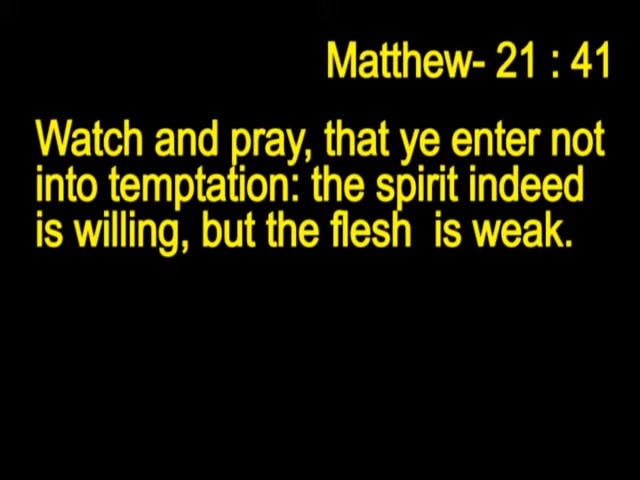 Matthew- 21 : 41
Watch and pray, that ye enter not
into temptation: the spirit indeed
is willing, but the flesh  is weak.